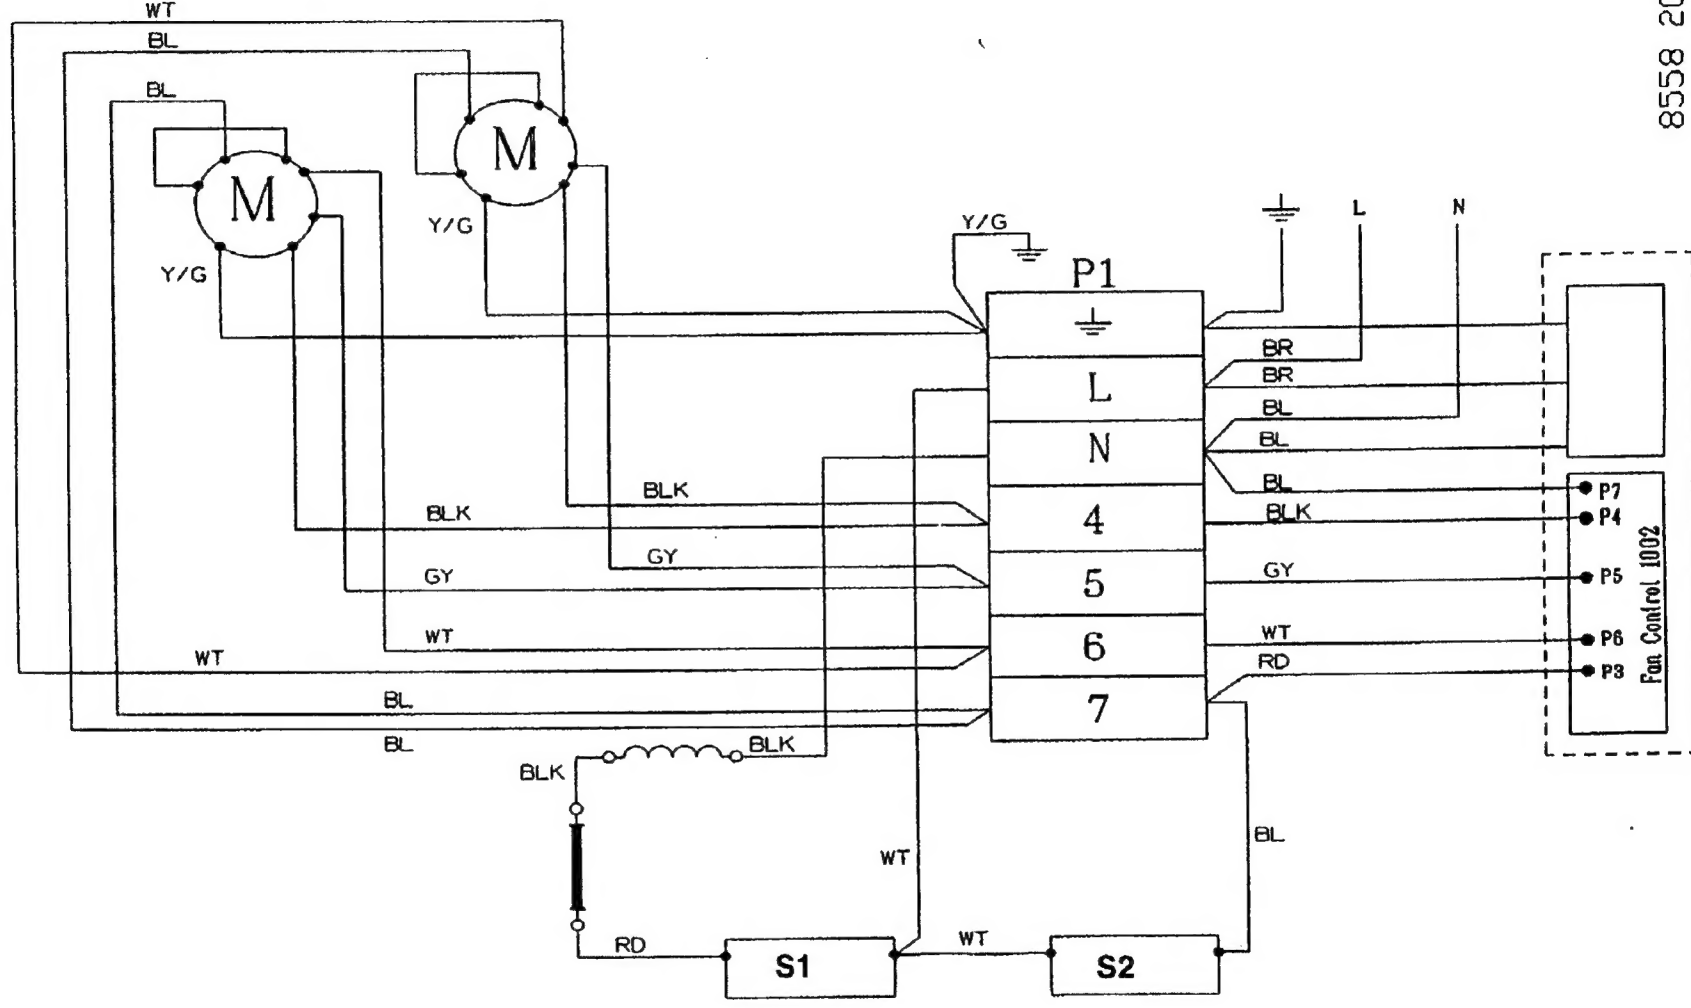 WT
BL
BL
M
M
Y/G
Y/G
Y/G
L
N
P1
L
N
4
5
6
7
BR
BR
BL
BL
BL
BLK
GY
WT
RD
P7
P4
P5
P6
P3
Fan Control 1002
BLK
BLK
GY
GY
WT
WT
BL
BL
BLK
BLK
WT
BL
RD
S1
WT
S2
8558 20